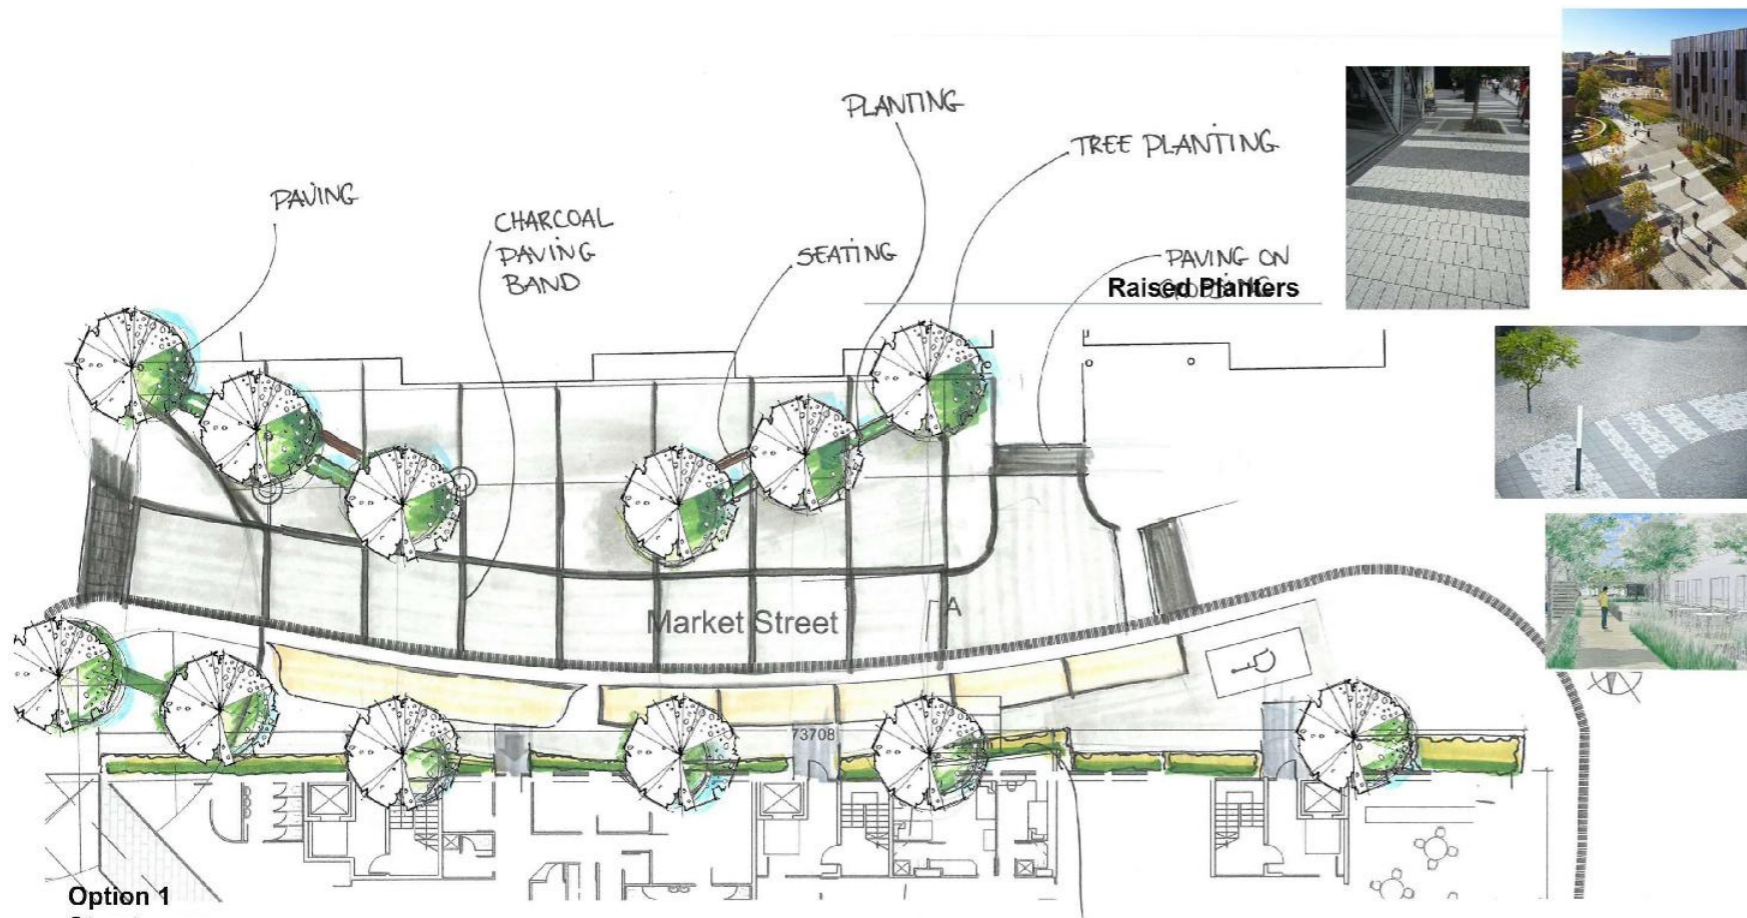 PLANTING
TREE PLANTING
PAVING
CHARCOAL
PAVING
BAND
SEATING
PAVING ON
Raised Planters
Market Street
A
73708
Option 1